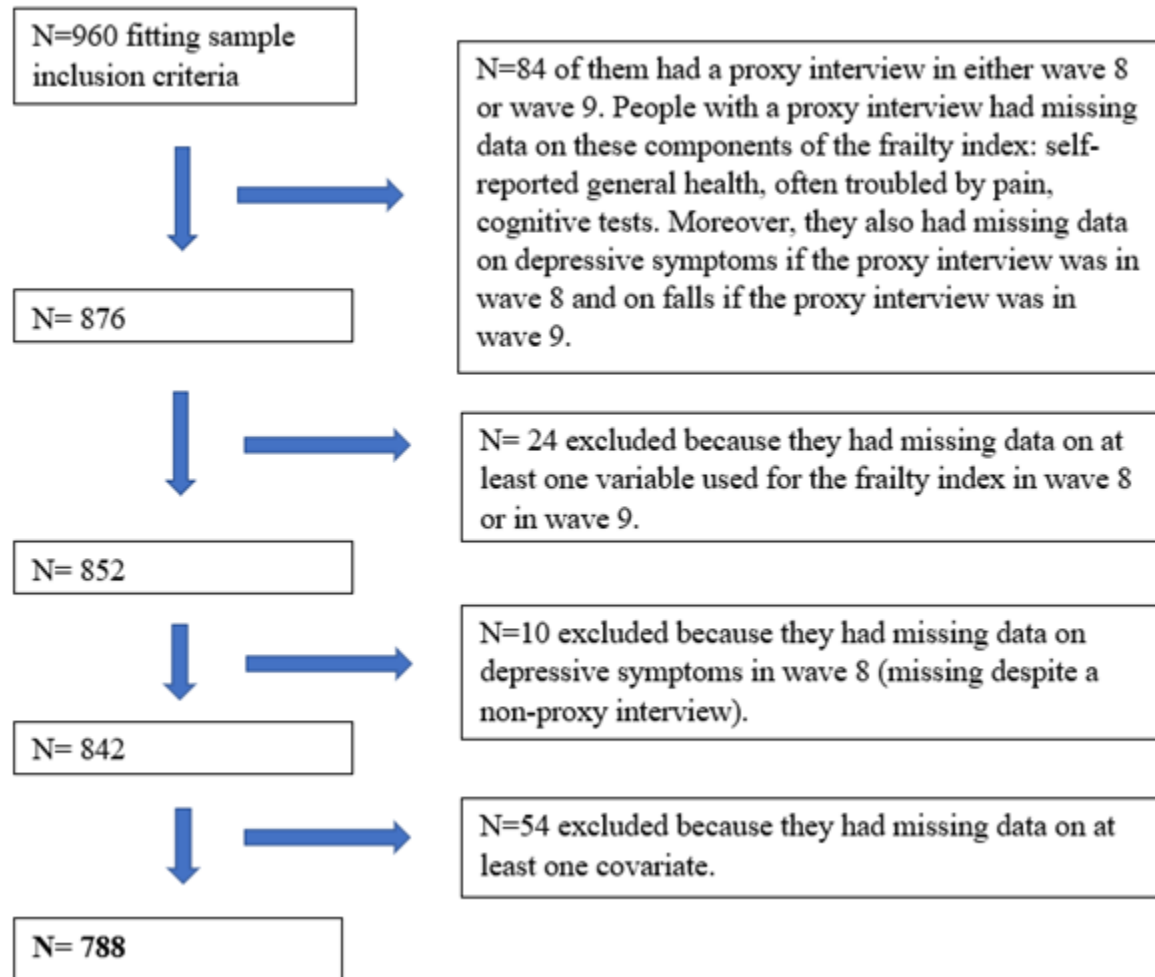 N=960 fitting sample
inclusion criteria
N=84 of them had a proxy interview in either wave 8
or wave 9. People with a proxy interview had missing
data on these components of the frailty index: self-
reported general health, often troubled by pain,
cognitive tests. Moreover, they also had missing data
on depressive symptoms if the proxy interview was in
wave 8 and on falls if the proxy interview was in
wave 9.
N= 876
N= 24 excluded because they had missing data on at
least one variable used for the frailty index in wave 8
or in wave 9.
N= 852
N=10 excluded because they had missing data on
depressive symptoms in wave 8 (missing despite a
non-proxy interview).
N= 842
N=54 excluded because they had missing data on at
least one covariate.
N= 788